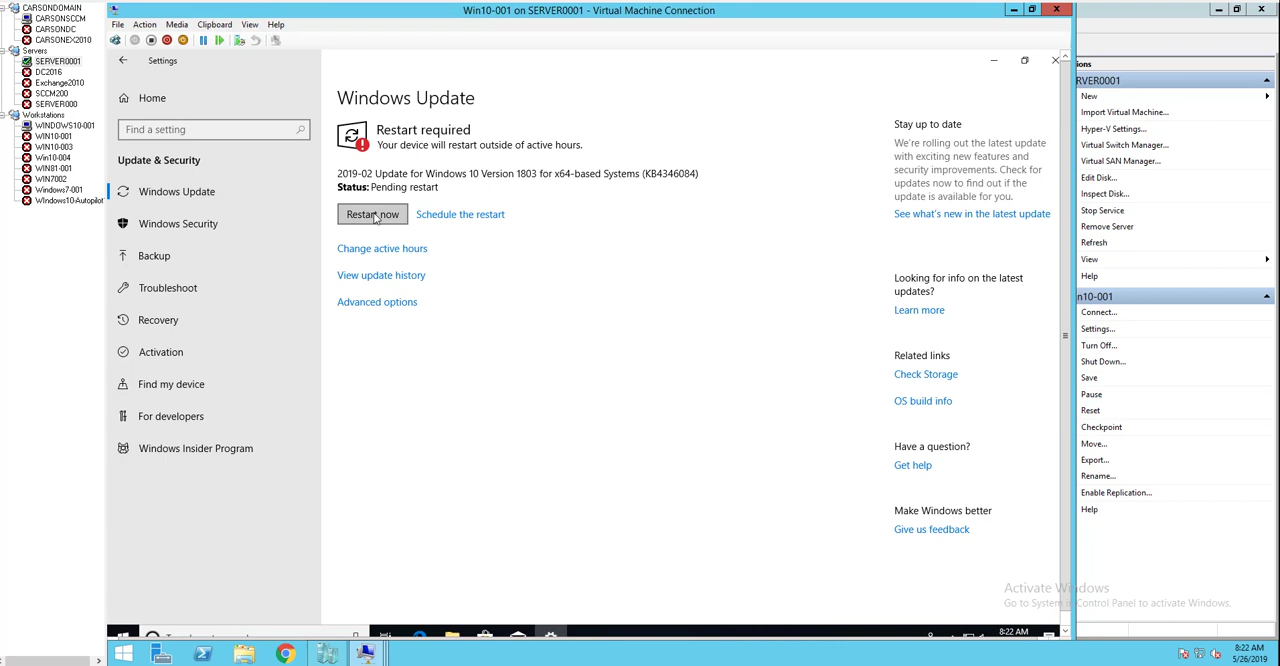 CARSONDOMAIN
CARSONSCCM
CARSONDC
CARSONEX2010
Servers
SERVER0001
DC2016
Exchange2010
SCCM200
SERVER000
Workstations
WINDOWS10-001
WIN10-001
WIN10-003
Win10-004
WIN81-001
WIN7002
Windows7-001
Windows10-Autopilot
Win10-001 on SERVER0001 - Virtual Machine Connection
File Action Media Clipboard View Help
Settings
Home
Find a setting
Update & Security
Windows Update
Windows Security
Backup
Troubleshoot
Recovery
Activation
Find my device
For developers
Windows Insider Program
Windows Update
Restart required
Your device will restart outside of active hours.
2019-02 Update for Windows 10 Version 1803 for x64-based Systems (KB4346084)
Status: Pending restart
Restart now Schedule the restart
Change active hours
View update history
Advanced options
Stay up to date
We're rolling out the latest update
with exciting new features and
security improvements. Check for
updates now to find out if the
update is available for you.
See what's new in the latest update
Looking for info on the latest
updates?
Learn more
Related links
Check Storage
OS build info
Have a question?
Get help
Make Windows better
Give us feedback
8:22 AM
ions
RVER0001
New
Import Virtual Machine...
Hyper-V Settings...
Virtual Switch Manager...
Virtual SAN Manager...
Edit Disk...
Inspect Disk...
Stop Service
Remove Server
Refresh
View
Help
n10-001
Connect...
Settings...
Turn Off...
Shut Down...
Save
Pause
Reset
Checkpoint
Move...
Export...
Rename...
Enable Replication...
Help
Activate Windows
Go to System in Control Panel to activate Windows.
8:22 AM
5/26/2019